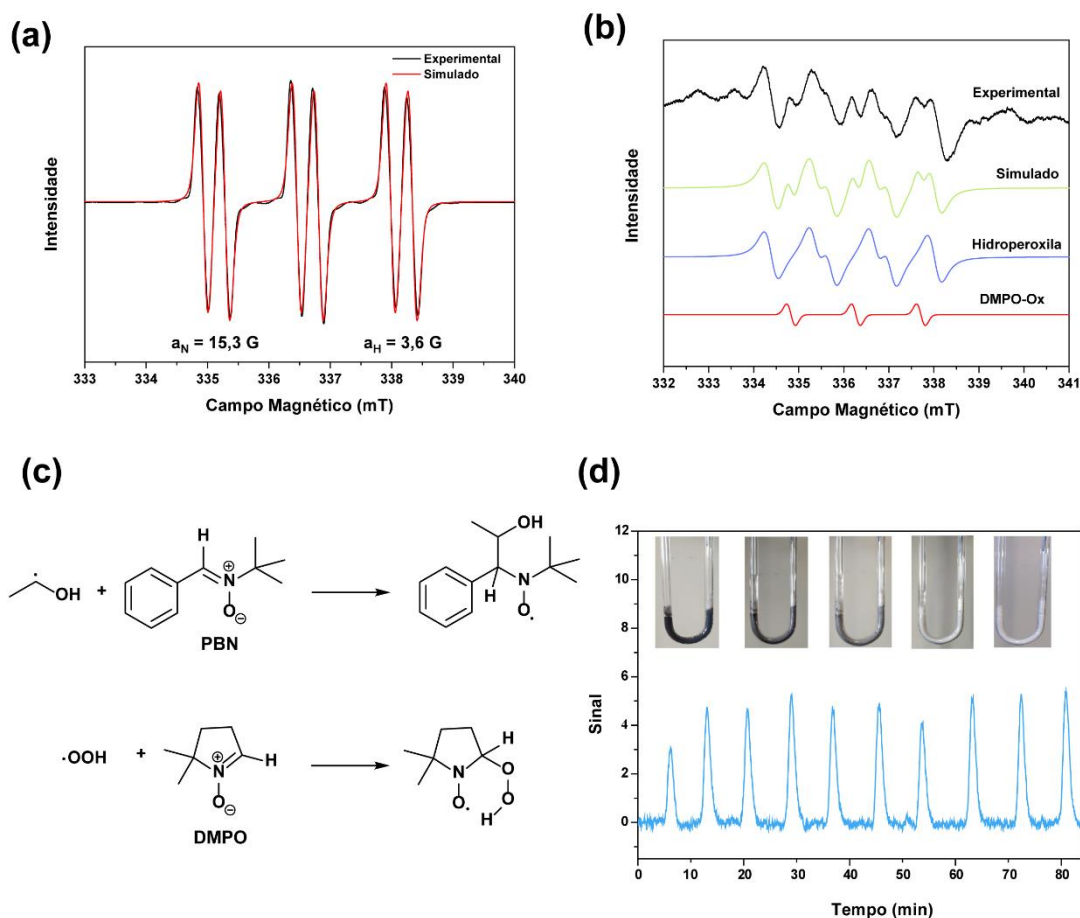 (a)
Experimental
Simulado
Intensidade
a_N = 15,3 G
a_H = 3,6 G
333 334 335 336 337 338 339 340
Campo Magnético (mT)
(b)
Experimental
Simulado
Hidroperoxila
DMPO-Ox
Intensidade
332 333 334 335 336 337 338 339 340 341
Campo Magnético (mT)
(c)
·
OH
+
H
N
+
O
⊖
PBN
OH
H
N
O
·
·OOH
+
N
+
H
O
⊖
DMPO
H
N
O
O
O·
H
(d)
12
10
8
6
4
2
0
Sinal
0 10 20 30 40 50 60 70 80
Tempo (min)